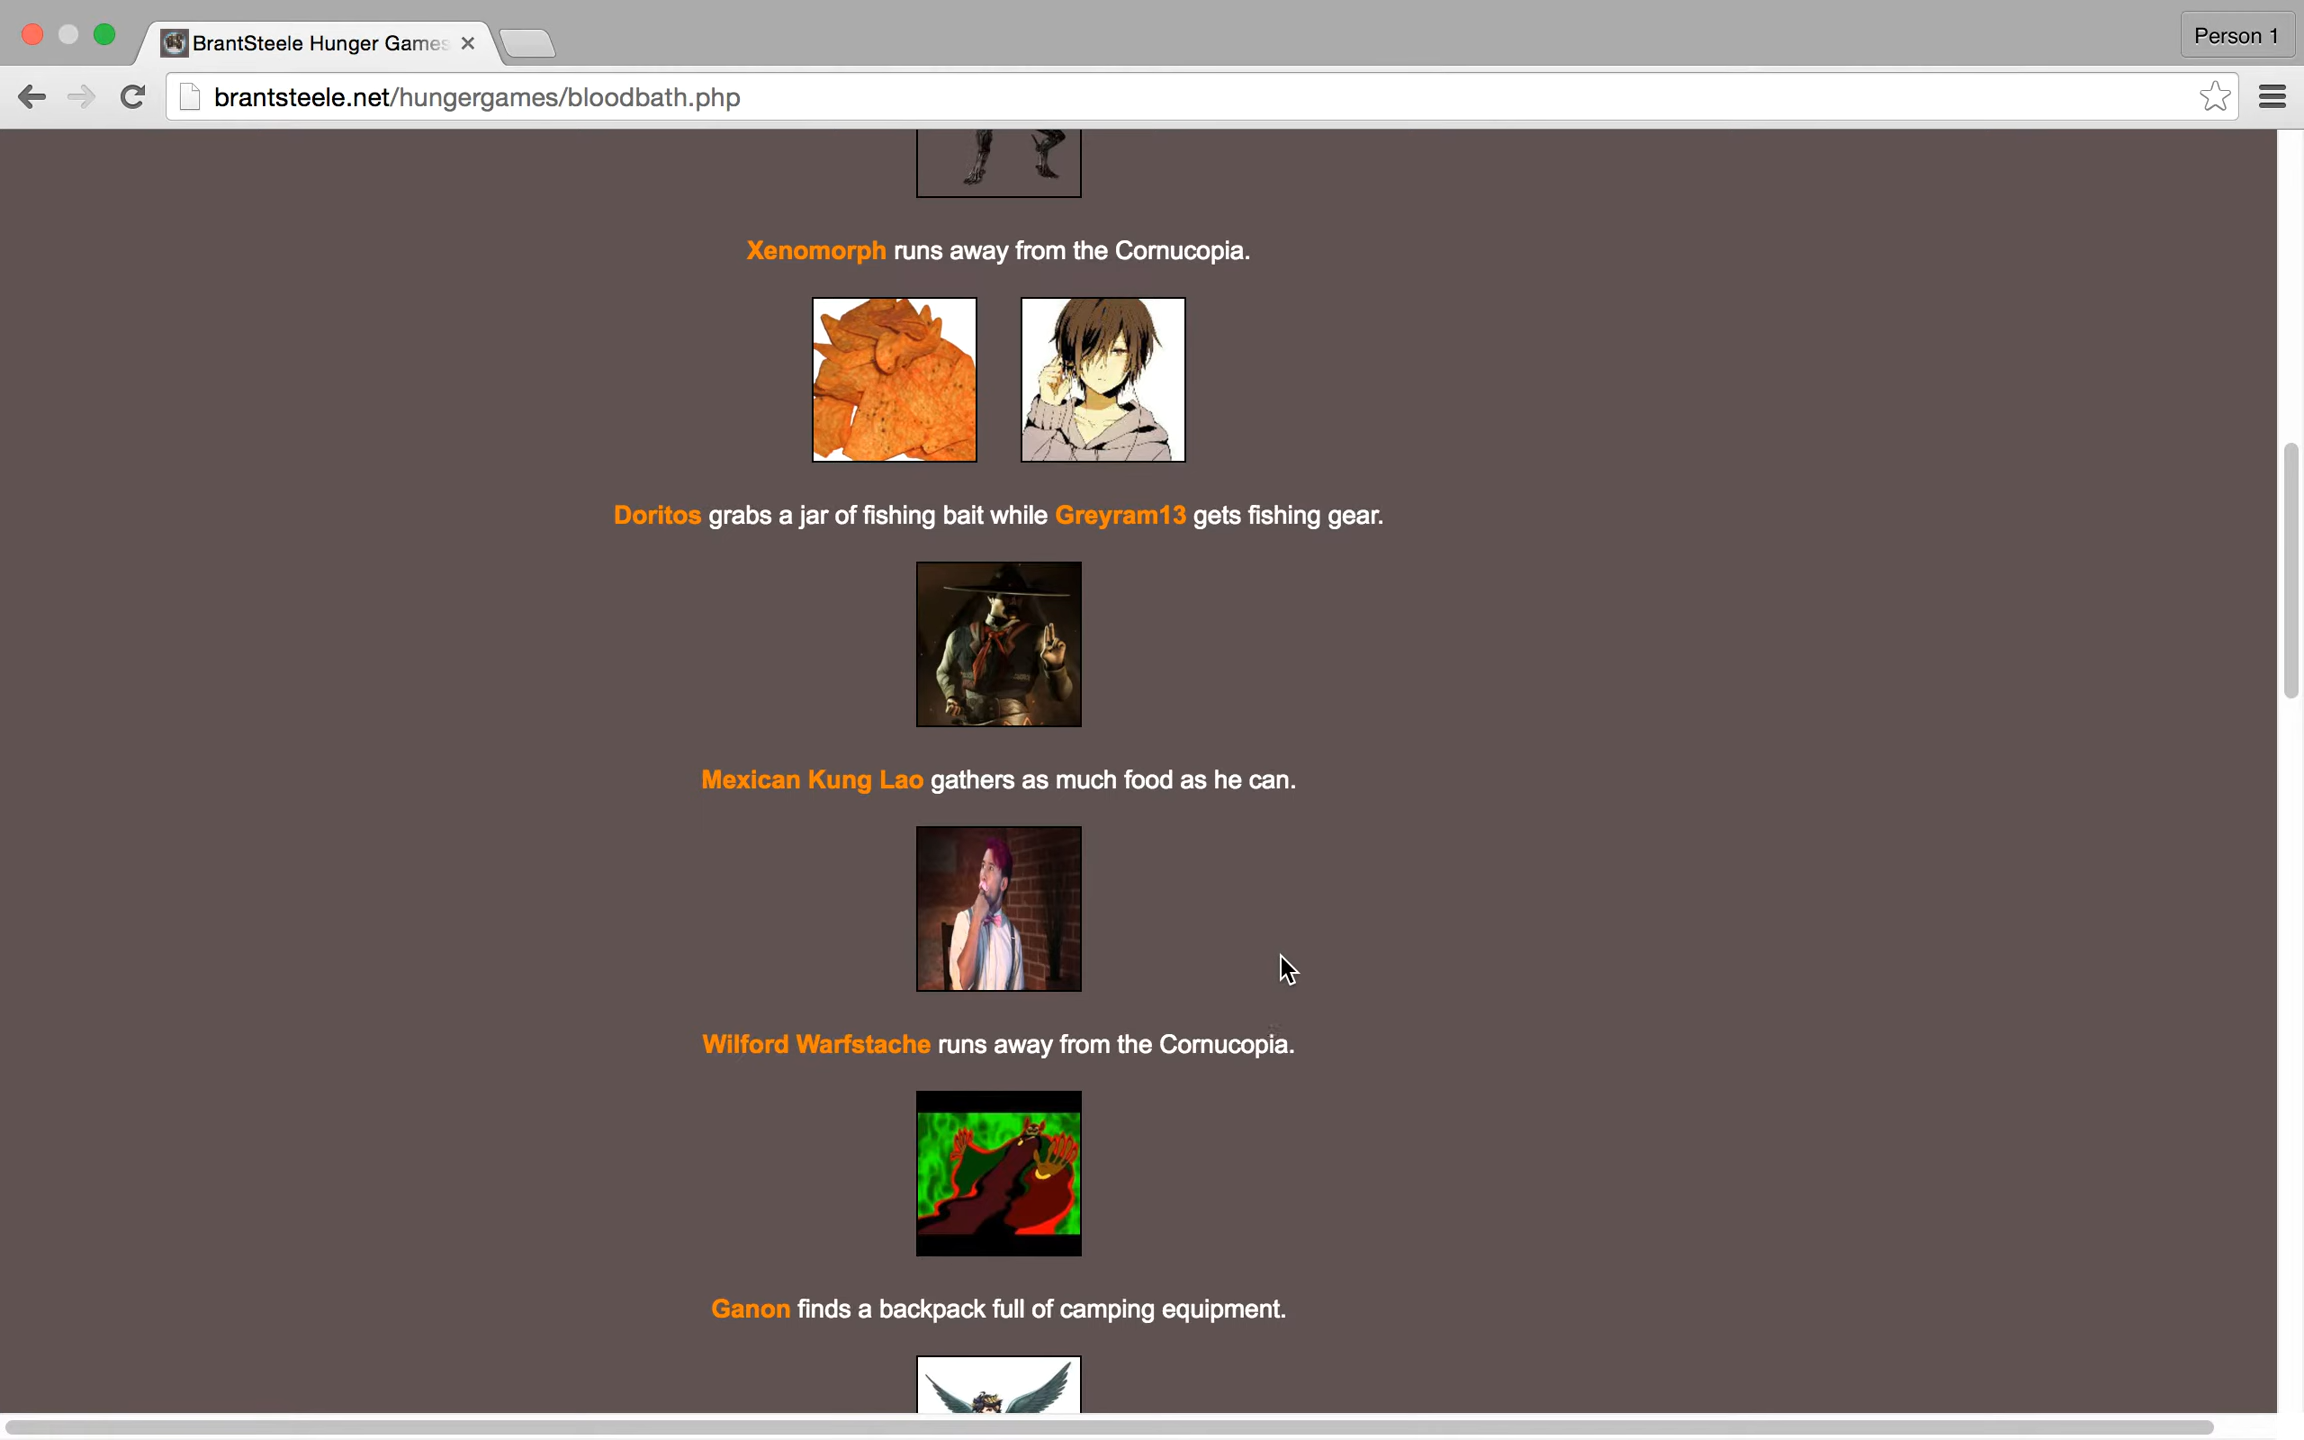 BrantSteele Hunger Games
Person 1
brantsteele.net/hungergames/bloodbath.php
Xenomorph runs away from the Cornucopia.
Doritos grabs a jar of fishing bait while Greyram13 gets fishing gear.
Mexican Kung Lao gathers as much food as he can.
Wilford Warfstache runs away from the Cornucopia.
Ganon finds a backpack full of camping equipment.